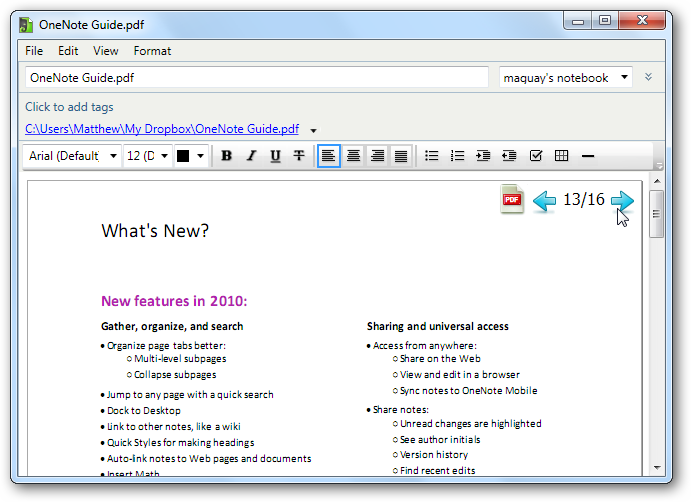 OneNote Guide.pdf
File Edit View Format
OneNote Guide.pdf maquay's notebook
Click to add tags
C:\Users\Matthew\My Dropbox\OneNote Guide.pdf
Arial (Default 12 (D B I U T
PDF 13/16
What's New?
New features in 2010:
Gather, organize, and search
• Organize page tabs better:
○ Multi-level subpages
○ Collapse subpages
• Jump to any page with a quick search
• Dock to Desktop
• Link to other notes, like a wiki
• Quick Styles for making headings
• Auto-link notes to Web pages and documents
• Insert Math
Sharing and universal access
• Access from anywhere:
○ Share on the Web
○ View and edit in a browser
○ Sync notes to OneNote Mobile
• Share notes:
○ Unread changes are highlighted
○ See author initials
○ Version history
○ Find recent edits